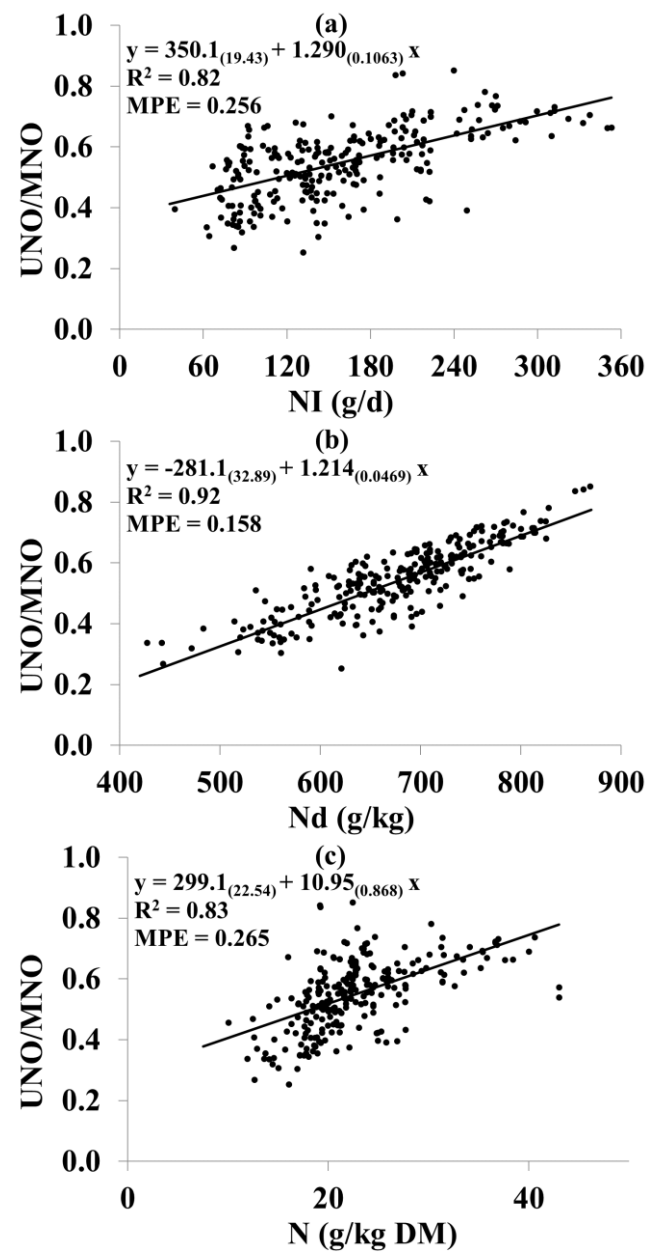 (a)
y = 350.1(19.43) + 1.290(0.1063) x
R² = 0.82
MPE = 0.256
1.0
0.8
0.6
0.4
0.2
0.0
UNO/MNO
0 60 120 180 240 300 360
NI (g/d)
(b)
y = -281.1(32.89) + 1.214(0.0469) x
R² = 0.92
MPE = 0.158
1.0
0.8
0.6
0.4
0.2
0.0
UNO/MNO
400 500 600 700 800 900
Nd (g/kg)
(c)
y = 299.1(22.54) + 10.95(0.868) x
R² = 0.83
MPE = 0.265
1.0
0.8
0.6
0.4
0.2
0.0
UNO/MNO
0 20 40
N (g/kg DM)